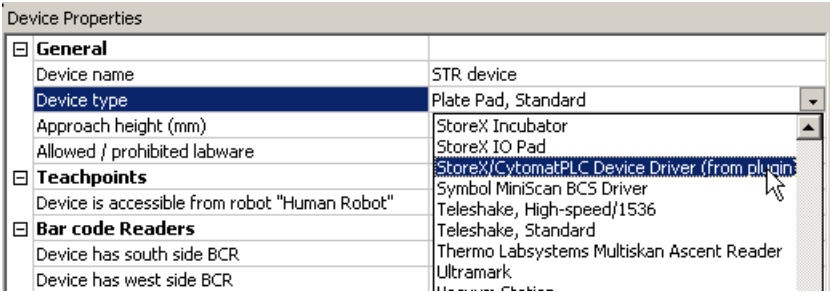 Device Properties
General
Device name STR device
Device type Plate Pad, Standard
Approach height (mm)
Allowed / prohibited labware
Teachpoints
Device is accessible from robot "Human Robot"
Bar code Readers
Device has south side BCR
Device has west side BCR
StoreX Incubator
StoreX IO Pad
StoreX/CytomatPLC Device Driver (from plugin)
Symbol MiniScan BCS Driver
Teleshake, High-speed/1536
Teleshake, Standard
Thermo Labsystems Multiskan Ascent Reader
Ultramark
Vacuum Station